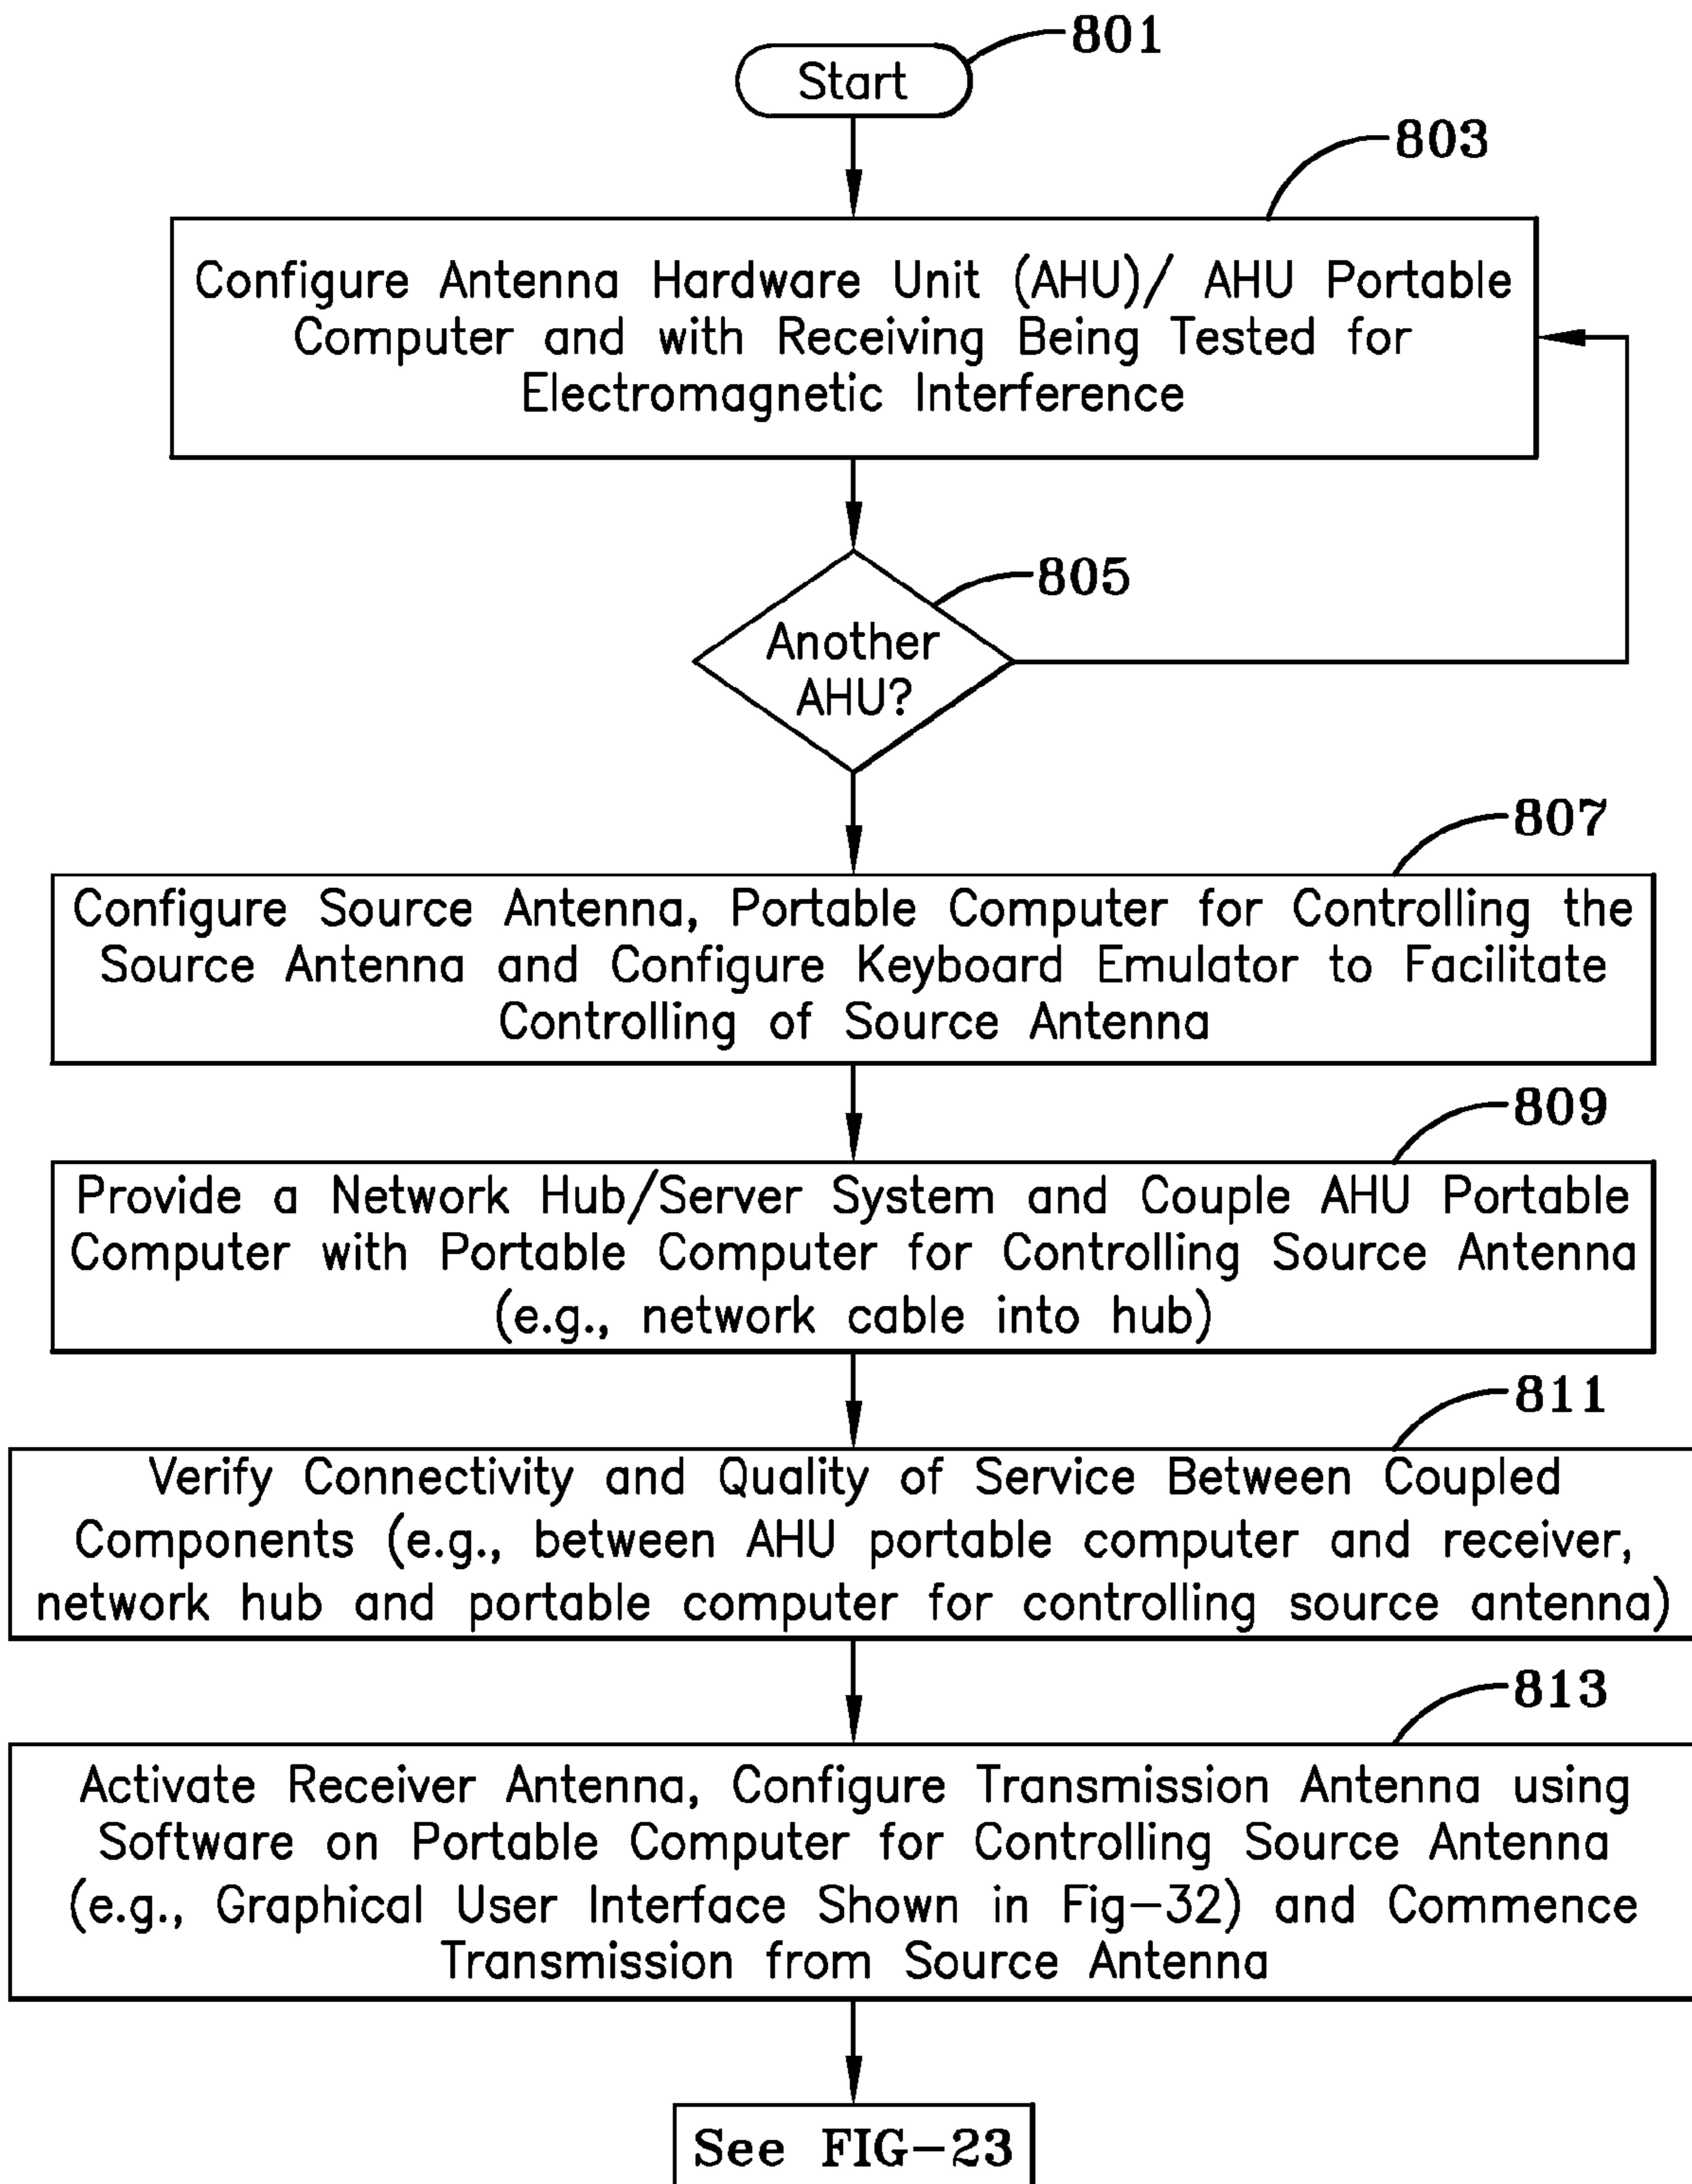 801
Start
803
Configure Antenna Hardware Unit (AHU)/ AHU Portable
Computer and with Receiving Being Tested for
Electromagnetic Interference
805
Another
AHU?
807
Configure Source Antenna, Portable Computer for Controlling the
Source Antenna and Configure Keyboard Emulator to Facilitate
Controlling of Source Antenna
809
Provide a Network Hub/Server System and Couple AHU Portable
Computer with Portable Computer for Controlling Source Antenna
(e.g., network cable into hub)
811
Verify Connectivity and Quality of Service Between Coupled
Components (e.g., between AHU portable computer and receiver,
network hub and portable computer for controlling source antenna)
813
Activate Receiver Antenna, Configure Transmission Antenna using
Software on Portable Computer for Controlling Source Antenna
(e.g., Graphical User Interface Shown in Fig-32) and Commence
Transmission from Source Antenna
See FIG-23